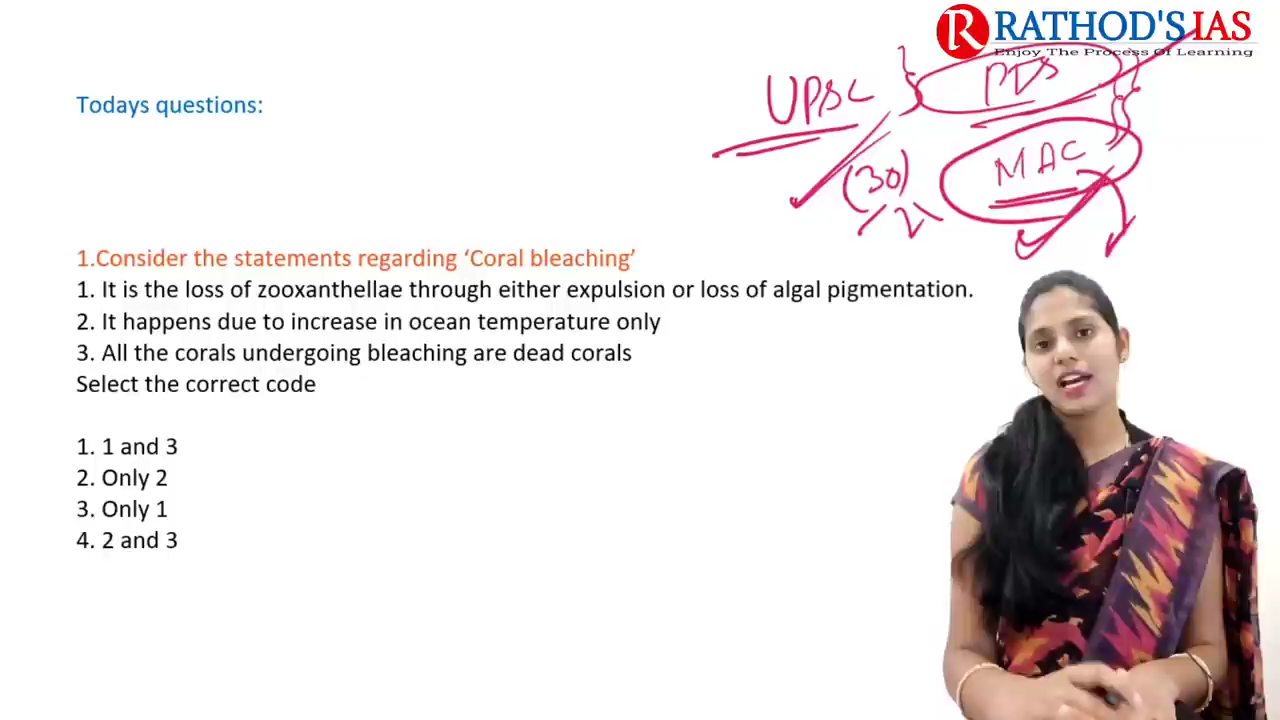 RATHOD'S IAS
Enjoy The Process Of Learning
UPSC
PDS
MAC
(30)
2
Todays questions:
1.Consider the statements regarding ‘Coral bleaching’
1. It is the loss of zooxanthellae through either expulsion or loss of algal pigmentation.
2. It happens due to increase in ocean temperature only
3. All the corals undergoing bleaching are dead corals
Select the correct code
1. 1 and 3
2. Only 2
3. Only 1
4. 2 and 3